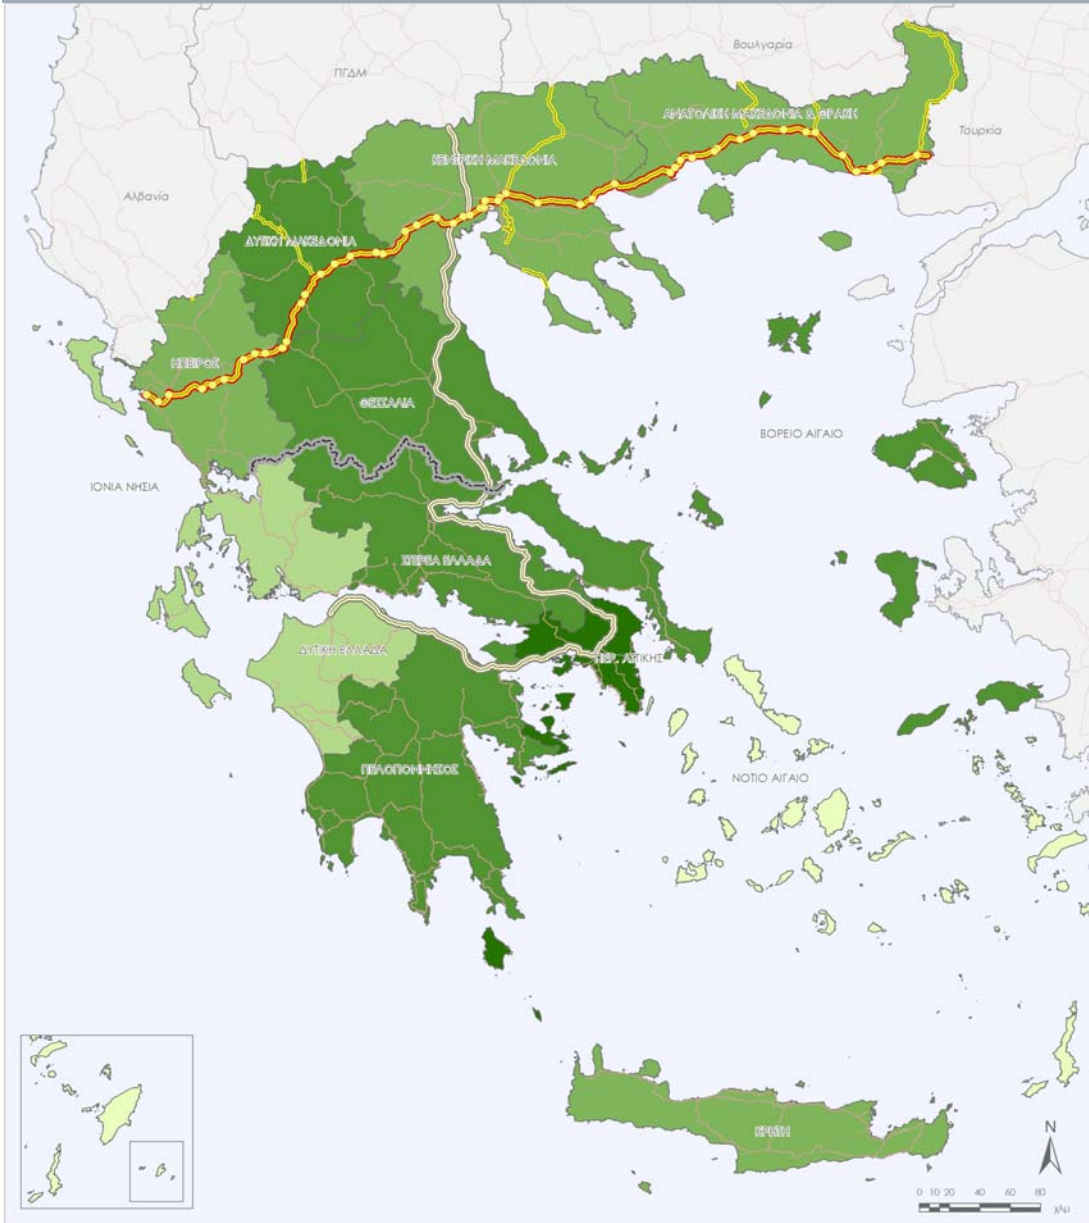 Βουλγαρία
ΠΓΔΜ
ΑΝΑΤΟΛΙΚΗ ΜΑΚΕΔΟΝΙΑ & ΘΡΑΚΗ
Τουρκία
ΚΕΝΤΡΙΚΗ ΜΑΚΕΔΟΝΙΑ
Αλβανία
ΔΥΤΙΚΗ ΜΑΚΕΔΟΝΙΑ
ΗΠΕΙΡΟΣ
ΘΕΣΣΑΛΙΑ
ΒΟΡΕΙΟ ΑΙΓΑΙΟ
ΙΟΝΙΑ ΝΗΣΙΑ
ΣΤΕΡΕΑ ΕΛΛΑΔΑ
ΔΥΤΙΚΗ ΕΛΛΑΔΑ
ΠΕΡ. ΑΤΤΙΚΗΣ
ΠΕΛΟΠΟΝΝΗΣΟΣ
ΝΟΤΙΟ ΑΙΓΑΙΟ
ΚΡΗΤΗ
N
0 10 20 40 60 80
χλμ